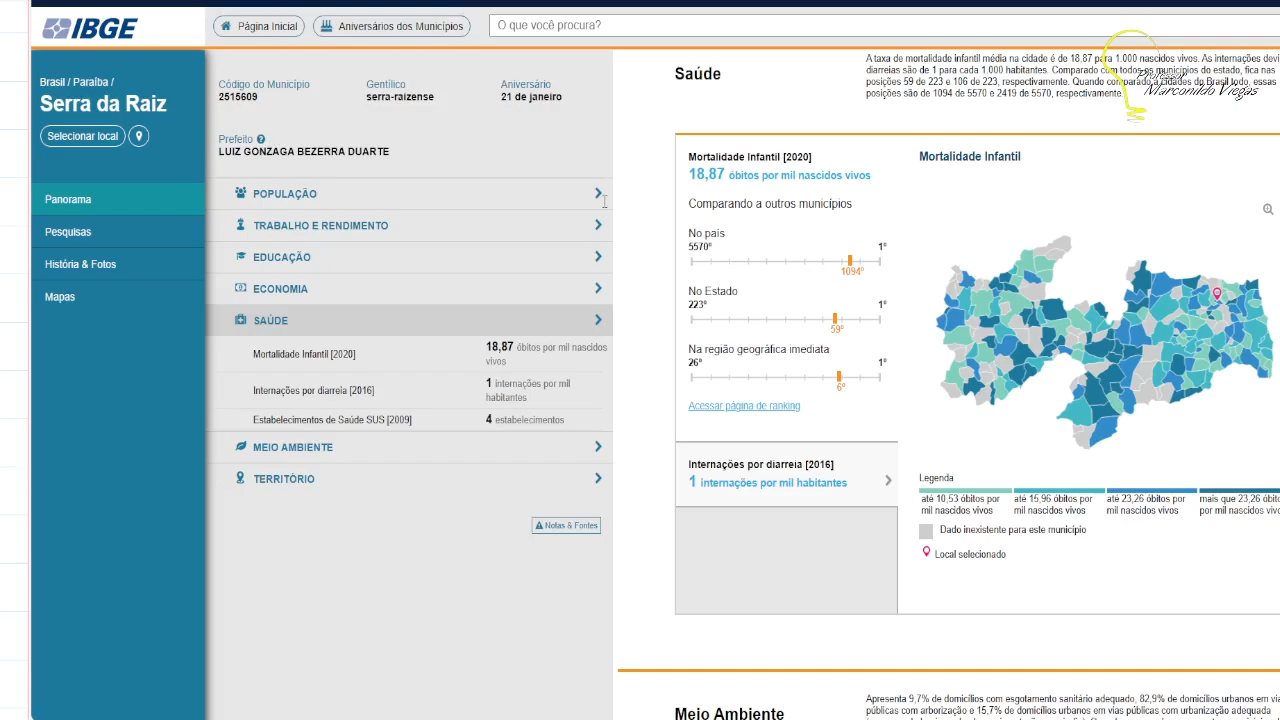 IBGE
Página Inicial
Aniversários dos Municípios
O que você procura?
Brasil / Paraíba /
Serra da Raiz
Selecionar local
Panorama
Pesquisas
História & Fotos
Mapas
Código do Município
2515609
Gentílico
serra-raizense
Aniversário
21 de janeiro
Prefeito
LUIZ GONZAGA BEZERRA DUARTE
POPULAÇÃO
TRABALHO E RENDIMENTO
EDUCAÇÃO
ECONOMIA
SAÚDE
Mortalidade Infantil [2020]
18,87 óbitos por mil nascidos
vivos
Internações por diarreia [2016]
1 internações por mil
habitantes
Estabelecimentos de Saúde SUS [2009]
4 estabelecimentos
MEIO AMBIENTE
TERRITÓRIO
Notas & Fontes
Saúde
A taxa de mortalidade infantil média na cidade é de 18,87 para 1.000 nascidos vivos. As internações devi
diarreias são de 1 para cada 1.000 habitantes. Comparado com todos os municípios do estado, fica nas
posições 59 de 223 e 106 de 223, respectivamente. Quando comparado a cidades do Brasil todo, essas
posições são de 1094 de 5570 e 2419 de 5570, respectivamente.
Marconildo Viegas
Mortalidade Infantil [2020]
18,87 óbitos por mil nascidos vivos
Comparando a outros municípios
No país
5570º 1º
1094º
No Estado
223º 1º
59º
Na região geográfica imediata
26º 1º
6º
Acessar página de ranking
Internações por diarreia [2016]
1 internações por mil habitantes
Mortalidade Infantil
Legenda
até 10,53 óbitos por
mil nascidos vivos
até 15,96 óbitos por
mil nascidos vivos
até 23,26 óbitos por
mil nascidos vivos
mais que 23,26 óbitos
por mil nascidos vivos
Dado inexistente para este município
Local selecionado
Meio Ambiente
Apresenta 9,7% de domicílios com esgotamento sanitário adequado, 82,9% de domicílios urbanos em via
públicas com arborização e 15,7% de domicílios urbanos em vias públicas com urbanização adequada